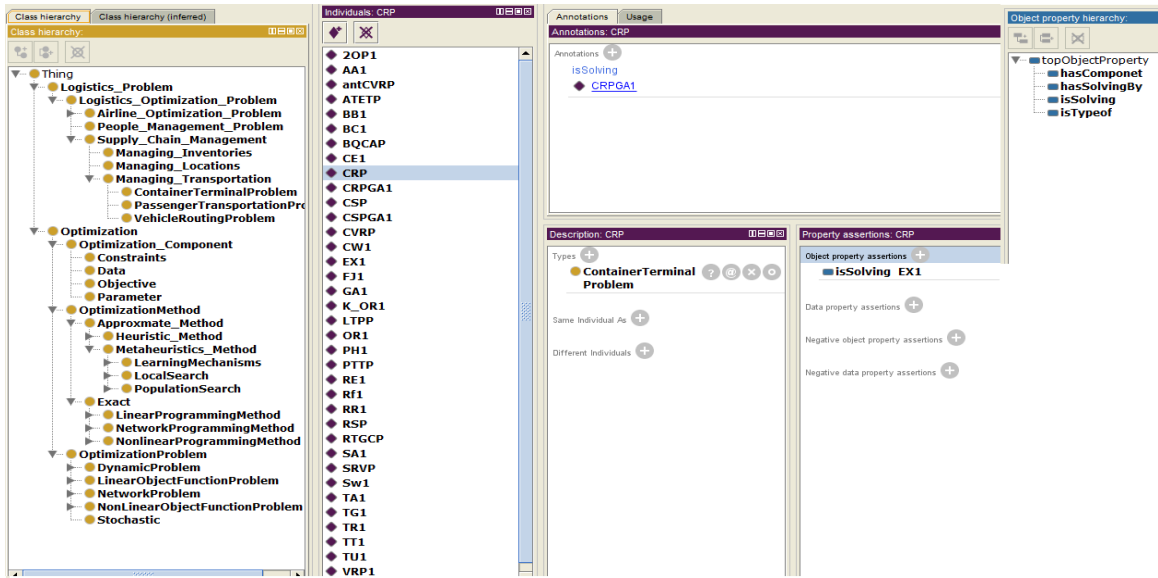 Class hierarchy
Class hierarchy (inferred)
Class hierarchy:
Thing
Logistics_Problem
Logistics_Optimization_Problem
Airline_Optimization_Problem
People_Management_Problem
Supply_Chain_Management
Managing_Inventories
Managing_Locations
Managing_Transportation
ContainerTerminalProblem
PassengerTransportationPro
VehicleRoutingProblem
Optimization
Optimization_Component
Constraints
Data
Objective
Parameter
OptimizationMethod
Approxmate_Method
Heuristic_Method
Metaheuristics_Method
LearningMechanisms
LocalSearch
PopulationSearch
Exact
LinearProgrammingMethod
NetworkProgrammingMethod
NonlinearProgrammingMethod
OptimizationProblem
DynamicProblem
LinearObjectFunctionProblem
NetworkProblem
NonLinearObjectFunctionProblem
Stochastic
Individuals: CRP
2OP1
AA1
antCVRP
ATETP
BB1
BC1
BQCAP
CE1
CRP
CRPGA1
CSP
CSPGA1
CVRP
CW1
EX1
FJ1
GA1
K_OR1
LTPP
OR1
PH1
PTTP
RE1
Rf1
RR1
RSP
RTGCP
SA1
SRVP
Sw1
TA1
TG1
TR1
TT1
TU1
VRP1
Annotations
Usage
Annotations: CRP
Annotations
isSolving
CRPGA1
Description: CRP
Types
ContainerTerminal
Problem
Same Individual As
Different Individuals
Property assertions: CRP
Object property assertions
isSolving EX1
Data property assertions
Negative object property assertions
Negative data property assertions
Object property hierarchy:
topObjectProperty
hasComponet
hasSolvingBy
isSolving
isTypeof